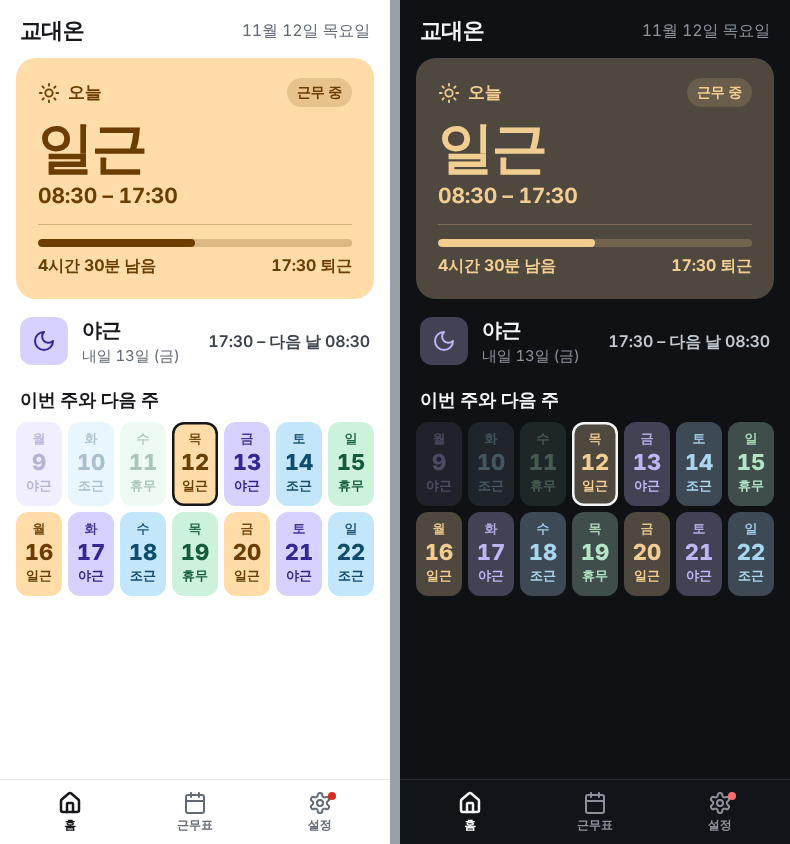 교대온
11월 12일 목요일
오늘
근무 중
일근
08:30 – 17:30
4시간 30분 남음
17:30 퇴근
야근
내일 13일 (금)
17:30 – 다음 날 08:30
이번 주와 다음 주
월 화 수 목 금 토 일
9 10 11 12 13 14 15
야근 조근 휴무 일근 야근 조근 휴무
월 화 수 목 금 토 일
16 17 18 19 20 21 22
일근 야근 조근 휴무 일근 야근 조근
홈 근무표 설정
교대온
11월 12일 목요일
오늘
근무 중
일근
08:30 – 17:30
4시간 30분 남음
17:30 퇴근
야근
내일 13일 (금)
17:30 – 다음 날 08:30
이번 주와 다음 주
월 화 수 목 금 토 일
9 10 11 12 13 14 15
야근 조근 휴무 일근 야근 조근 휴무
월 화 수 목 금 토 일
16 17 18 19 20 21 22
일근 야근 조근 휴무 일근 야근 조근
홈 근무표 설정